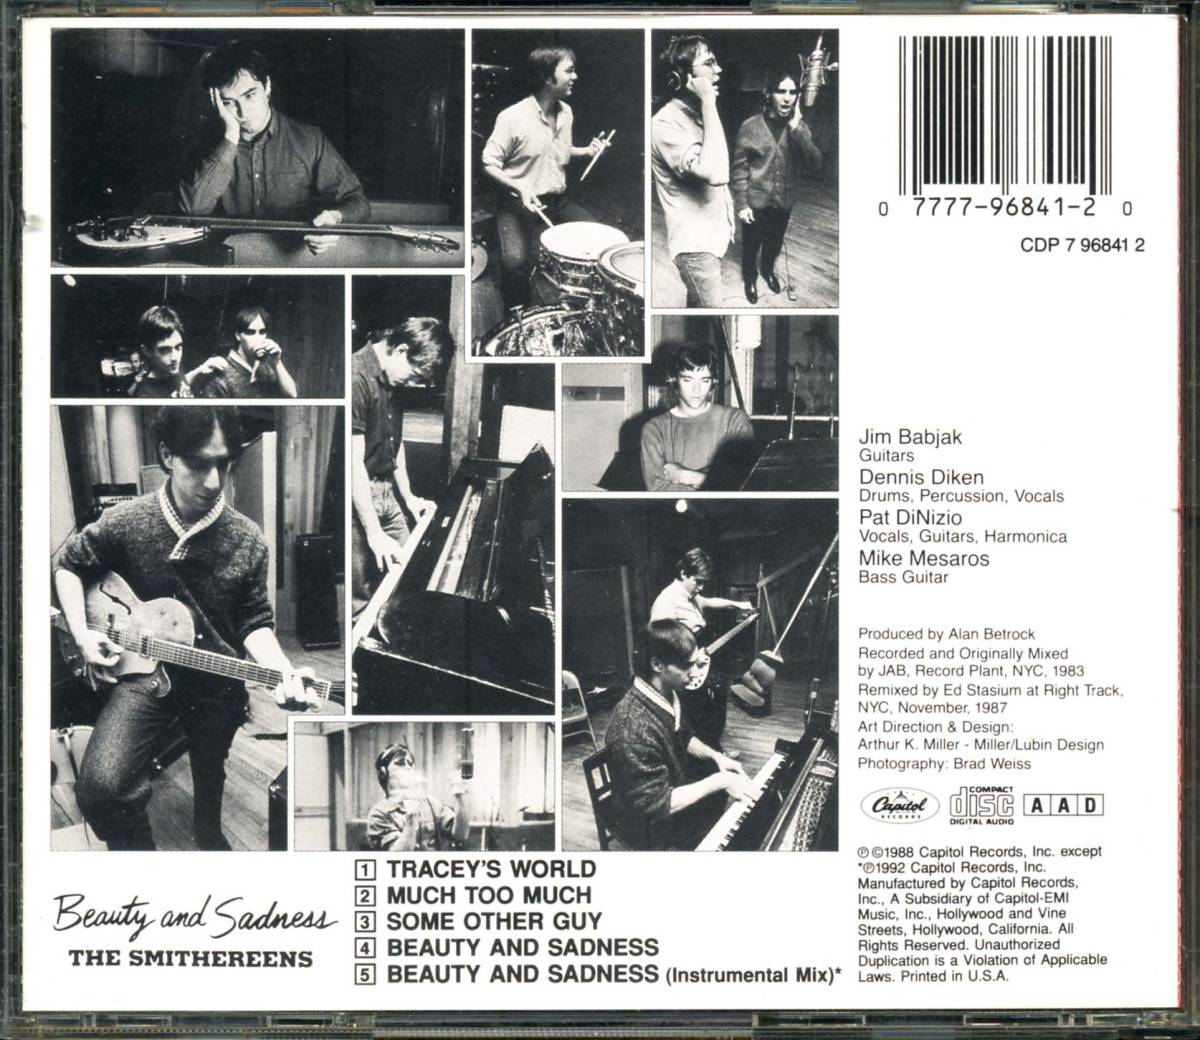 0 7777-96841-2 0
CDP 7 96841 2
Jim Babjak
Guitars
Dennis Diken
Drums, Percussion, Vocals
Pat DiNizio
Vocals, Guitars, Harmonica
Mike Mesaros
Bass Guitar
Produced by Alan Betrock
Recorded and Originally Mixed
by JAB, Record Plant, NYC, 1983
Remixed by Ed Stasium at Right Track,
NYC, November, 1987
Art Direction & Design:
Arthur K. Miller - Miller/Lubin Design
Photography: Brad Weiss
Capitol
RECORDS
COMPACT
disc
DIGITAL AUDIO
A A D
℗©1988 Capitol Records, Inc. except
*℗1992 Capitol Records, Inc.
Manufactured by Capitol Records,
Inc., A Subsidiary of Capitol-EMI
Music, Inc., Hollywood and Vine
Streets, Hollywood, California. All
Rights Reserved. Unauthorized
Duplication is a Violation of Applicable
Laws. Printed in U.S.A.
1 TRACEY'S WORLD
2 MUCH TOO MUCH
3 SOME OTHER GUY
4 BEAUTY AND SADNESS
5 BEAUTY AND SADNESS (Instrumental Mix)*
Beauty and Sadness
THE SMITHEREENS